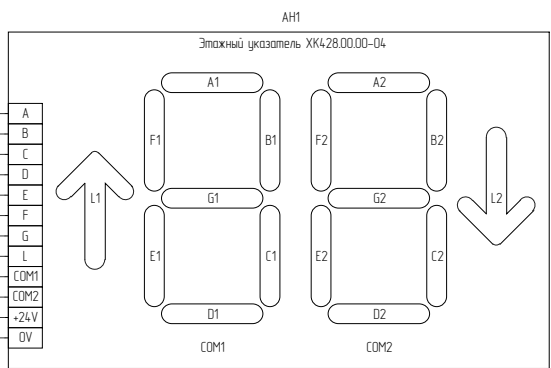 АН1
Этажный указатель ХК428.00.00-04
A1 A2
A
B
C
D
E
F
G
L
COM1
COM2
+24V
0V
F1 B1 F2 B2
L1 G1 G2 L2
E1 C1 E2 C2
D1 D2
COM1 COM2